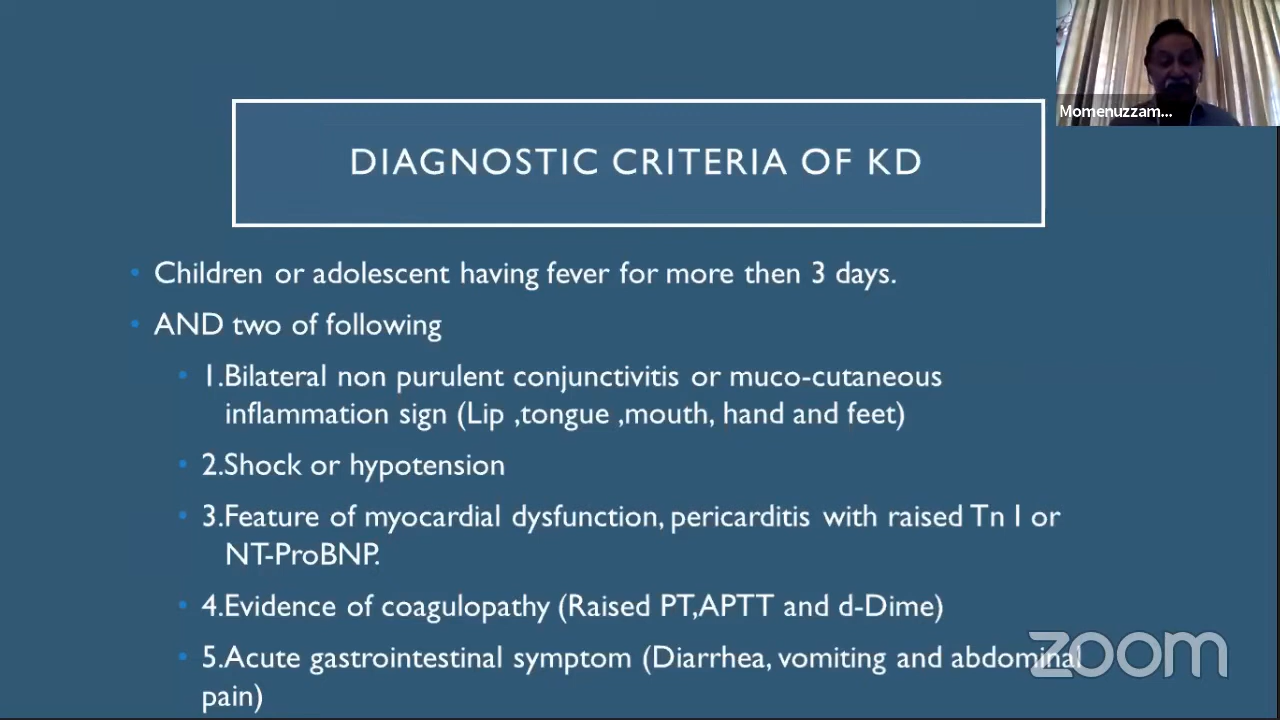 Momenuzzam...
DIAGNOSTIC CRITERIA OF KD
• Children or adolescent having fever for more then 3 days.
• AND two of following
• 1.Bilateral non purulent conjunctivitis or muco-cutaneous
inflammation sign (Lip ,tongue ,mouth, hand and feet)
• 2.Shock or hypotension
• 3.Feature of myocardial dysfunction, pericarditis with raised Tn I or
NT-ProBNP.
• 4.Evidence of coagulopathy (Raised PT,APTT and d-Dime)
• 5.Acute gastrointestinal symptom (Diarrhea, vomiting and abdominal
pain)
zoom